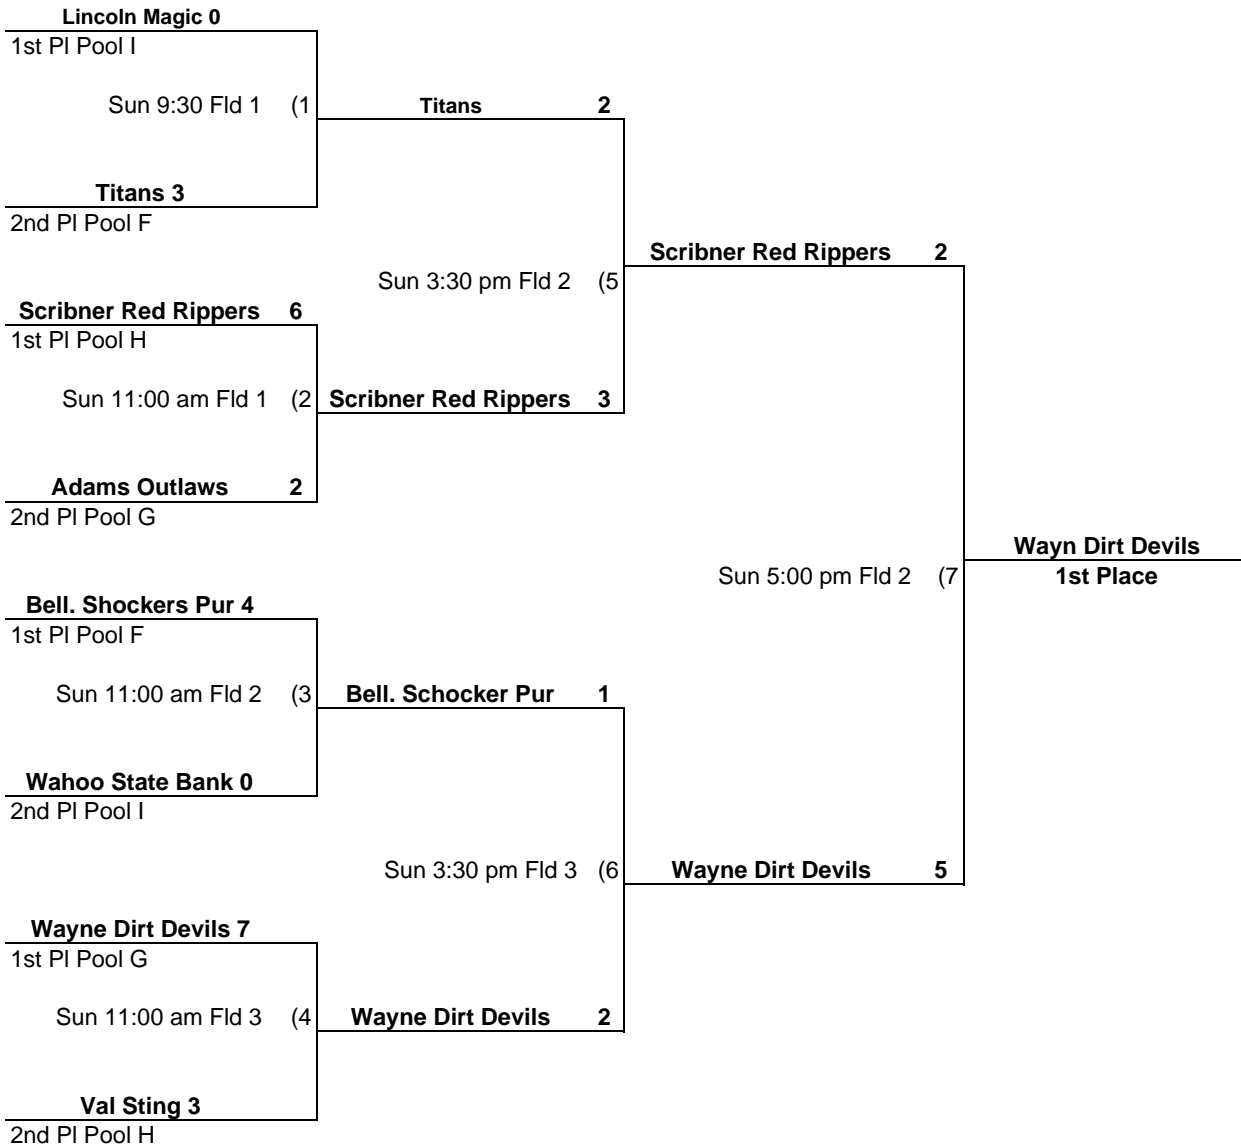 Lincoln Magic 0
1st Pl Pool I
Sun 9:30 Fld 1 (1
Titans 2
Titans 3
2nd Pl Pool F
Scribner Red Rippers 2
Sun 3:30 pm Fld 2 (5
Scribner Red Rippers 6
1st Pl Pool H
Sun 11:00 am Fld 1 (2
Scribner Red Rippers 3
Adams Outlaws 2
2nd Pl Pool G
Wayn Dirt Devils
Sun 5:00 pm Fld 2 (7
1st Place
Bell. Shockers Pur 4
1st Pl Pool F
Sun 11:00 am Fld 2 (3
Bell. Schocker Pur 1
Wahoo State Bank 0
2nd Pl Pool I
Sun 3:30 pm Fld 3 (6
Wayne Dirt Devils 5
Wayne Dirt Devils 7
1st Pl Pool G
Sun 11:00 am Fld 3 (4
Wayne Dirt Devils 2
Val Sting 3
2nd Pl Pool H